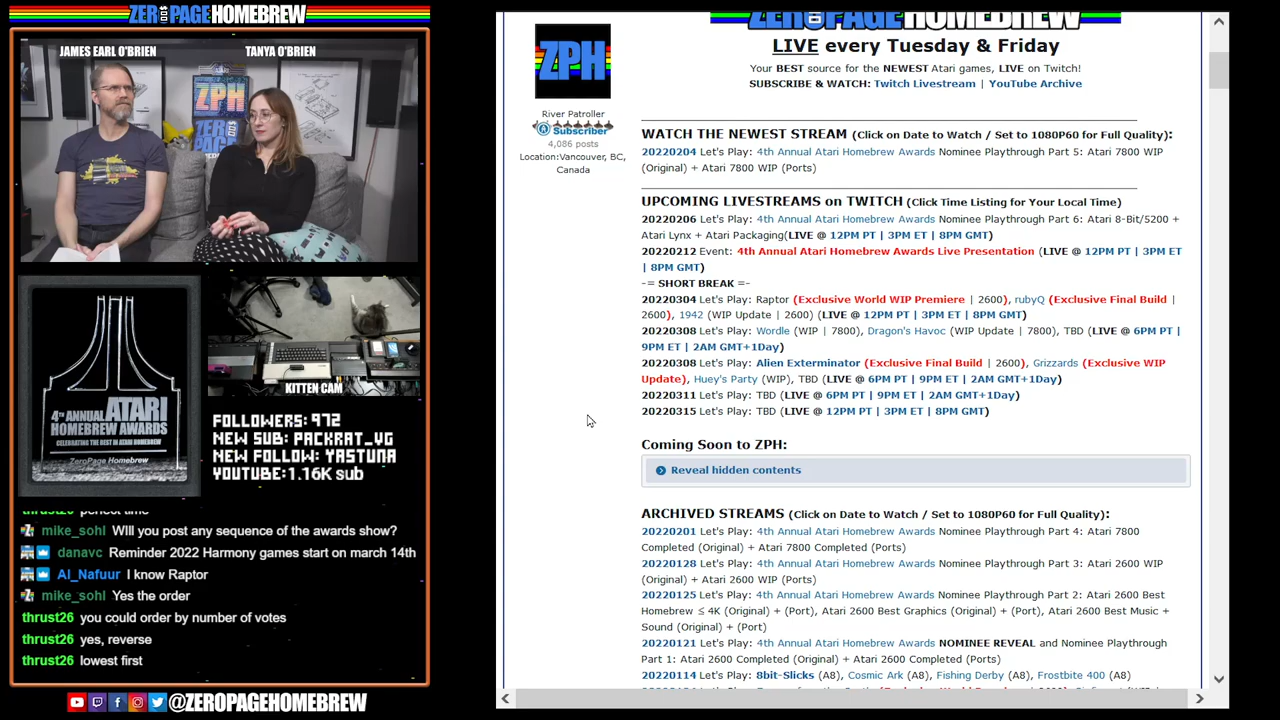 ZEROPAGEHOMEBREW
JAMES EARL O'BRIEN
TANYA O'BRIEN
ZPH
4TH ANNUAL ATARI
HOMEBREW AWARDS
CELEBRATING THE BEST IN ATARI HOMEBREW
ZeroPage Homebrew
KITTEN CAM
FOLLOWERS: 972
NEW SUB: PACKRAT_VG
NEW FOLLOW: YASTUNA
YOUTUBE: 1.16K sub
thrust26 perfect time
mike_sohl Will you post any sequence of the awards show?
danavc Reminder 2022 Harmony games start on march 14th
Al_Nafuur I know Raptor
mike_sohl Yes the order
thrust26 you could order by number of votes
thrust26 yes, reverse
thrust26 lowest first
@ZEROPAGEHOMEBREW
ZPH
River Patroller
Subscriber
4,086 posts
Location:Vancouver, BC,
Canada
ZEROPAGEHOMEBREW
LIVE every Tuesday & Friday
Your BEST source for the NEWEST Atari games, LIVE on Twitch!
SUBSCRIBE & WATCH: Twitch Livestream | YouTube Archive
WATCH THE NEWEST STREAM (Click on Date to Watch / Set to 1080P60 for Full Quality):
20220204 Let's Play: 4th Annual Atari Homebrew Awards Nominee Playthrough Part 5: Atari 7800 WIP
(Original) + Atari 7800 WIP (Ports)
UPCOMING LIVESTREAMS on TWITCH (Click Time Listing for Your Local Time)
20220206 Let's Play: 4th Annual Atari Homebrew Awards Nominee Playthrough Part 6: Atari 8-Bit/5200 +
Atari Lynx + Atari Packaging(LIVE @ 12PM PT | 3PM ET | 8PM GMT)
20220212 Event: 4th Annual Atari Homebrew Awards Live Presentation (LIVE @ 12PM PT | 3PM ET
| 8PM GMT)
-= SHORT BREAK =-
20220304 Let's Play: Raptor (Exclusive World WIP Premiere | 2600), rubyQ (Exclusive Final Build |
2600), 1942 (WIP Update | 2600) (LIVE @ 12PM PT | 3PM ET | 8PM GMT)
20220308 Let's Play: Wordle (WIP | 7800), Dragon's Havoc (WIP Update | 7800), TBD (LIVE @ 6PM PT |
9PM ET | 2AM GMT+1Day)
20220308 Let's Play: Alien Exterminator (Exclusive Final Build | 2600), Grizzards (Exclusive WIP
Update), Huey's Party (WIP), TBD (LIVE @ 6PM PT | 9PM ET | 2AM GMT+1Day)
20220311 Let's Play: TBD (LIVE @ 6PM PT | 9PM ET | 2AM GMT+1Day)
20220315 Let's Play: TBD (LIVE @ 12PM PT | 3PM ET | 8PM GMT)
Coming Soon to ZPH:
Reveal hidden contents
ARCHIVED STREAMS (Click on Date to Watch / Set to 1080P60 for Full Quality):
20220201 Let's Play: 4th Annual Atari Homebrew Awards Nominee Playthrough Part 4: Atari 7800
Completed (Original) + Atari 7800 Completed (Ports)
20220128 Let's Play: 4th Annual Atari Homebrew Awards Nominee Playthrough Part 3: Atari 2600 WIP
(Original) + Atari 2600 WIP (Ports)
20220125 Let's Play: 4th Annual Atari Homebrew Awards Nominee Playthrough Part 2: Atari 2600 Best
Homebrew ≤ 4K (Original) + (Port), Atari 2600 Best Graphics (Original) + (Port), Atari 2600 Best Music +
Sound (Original) + (Port)
20220121 Let's Play: 4th Annual Atari Homebrew Awards NOMINEE REVEAL and Nominee Playthrough
Part 1: Atari 2600 Completed (Original) + Atari 2600 Completed (Ports)
20220114 Let's Play: 8bit-Slicks (A8), Cosmic Ark (A8), Fishing Derby (A8), Frostbite 400 (A8)